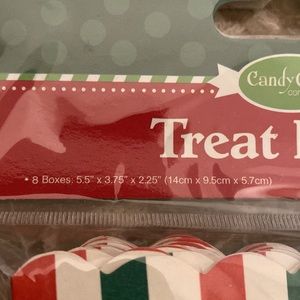 Candy
Treat
• 8 Boxes: 5.5" x 3.75" x 2.25" (14cm x 9.5cm x 5.7cm)